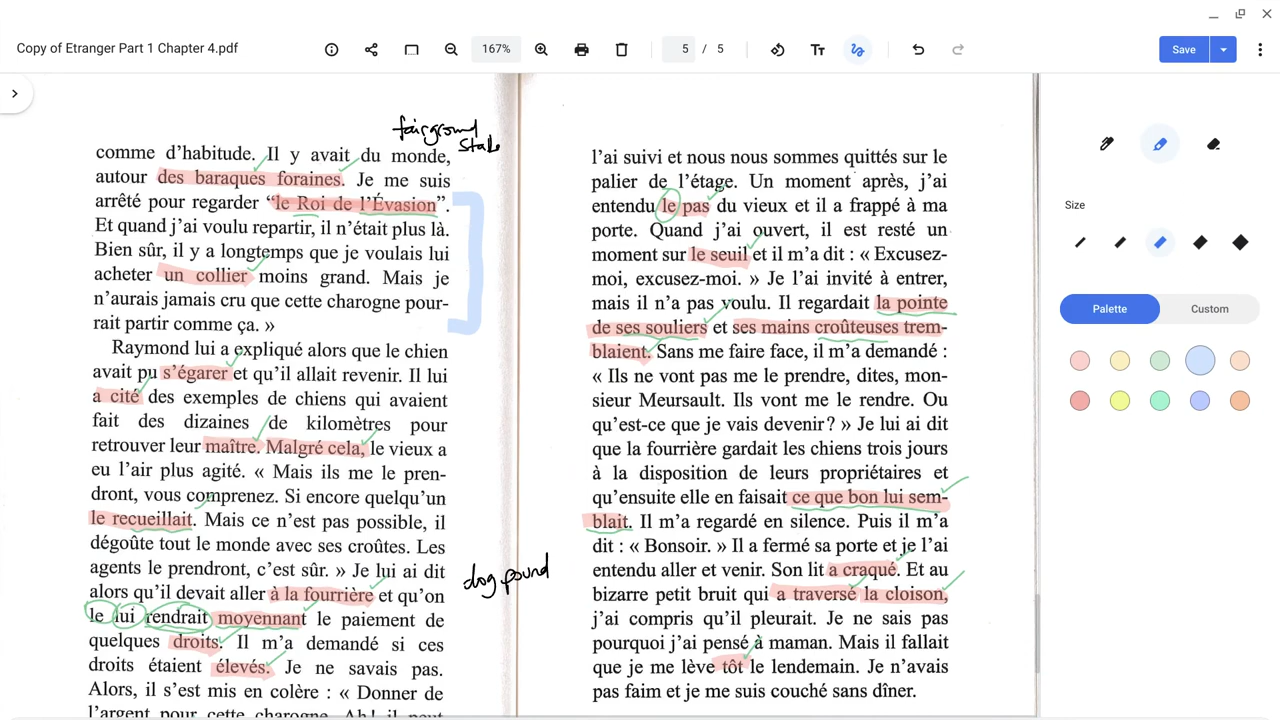 Copy of Etranger Part 1 Chapter 4.pdf
167%
5 / 5
Tт
Save
fairground
stalls
comme d'habitude. Il y avait du monde,
autour des baraques foraines. Je me suis
arrêté pour regarder “le Roi de l'Évasion”.
Et quand j'ai voulu repartir, il n'était plus là.
Bien sûr, il y a longtemps que je voulais lui
acheter un collier moins grand. Mais je
n'aurais jamais cru que cette charogne pour-
rait partir comme ça. »
Raymond lui a expliqué alors que le chien
avait pu s'égarer et qu'il allait revenir. Il lui
a cité des exemples de chiens qui avaient
fait des dizaines de kilomètres pour
retrouver leur maître. Malgré cela, le vieux a
eu l'air plus agité. « Mais ils me le pren-
dront, vous comprenez. Si encore quelqu'un
le recueillait. Mais ce n'est pas possible, il
dégoûte tout le monde avec ses croûtes. Les
agents le prendront, c'est sûr. » Je lui ai dit
alors qu'il devait aller à la fourrière et qu'on
le lui rendrait moyennant le paiement de
quelques droits. Il m'a demandé si ces
droits étaient élevés. Je ne savais pas.
Alors, il s'est mis en colère : « Donner de
l'argent pour cette charogne. Ah! il peut
dog pound
l'ai suivi et nous nous sommes quittés sur le
palier de l'étage. Un moment après, j'ai
entendu le pas du vieux et il a frappé à ma
porte. Quand j'ai ouvert, il est resté un
moment sur le seuil et il m'a dit : « Excusez-
moi, excusez-moi. » Je l'ai invité à entrer,
mais il n'a pas voulu. Il regardait la pointe
de ses souliers et ses mains croûteuses trem-
blaient. Sans me faire face, il m'a demandé :
« Ils ne vont pas me le prendre, dites, mon-
sieur Meursault. Ils vont me le rendre. Ou
qu'est-ce que je vais devenir? » Je lui ai dit
que la fourrière gardait les chiens trois jours
à la disposition de leurs propriétaires et
qu'ensuite elle en faisait ce que bon lui sem-
blait. Il m'a regardé en silence. Puis il m'a
dit : « Bonsoir. » Il a fermé sa porte et je l'ai
entendu aller et venir. Son lit a craqué. Et au
bizarre petit bruit qui a traversé la cloison,
j'ai compris qu'il pleurait. Je ne sais pas
pourquoi j'ai pensé à maman. Mais il fallait
que je me lève tôt le lendemain. Je n'avais
pas faim et je me suis couché sans dîner.
Size
Palette
Custom